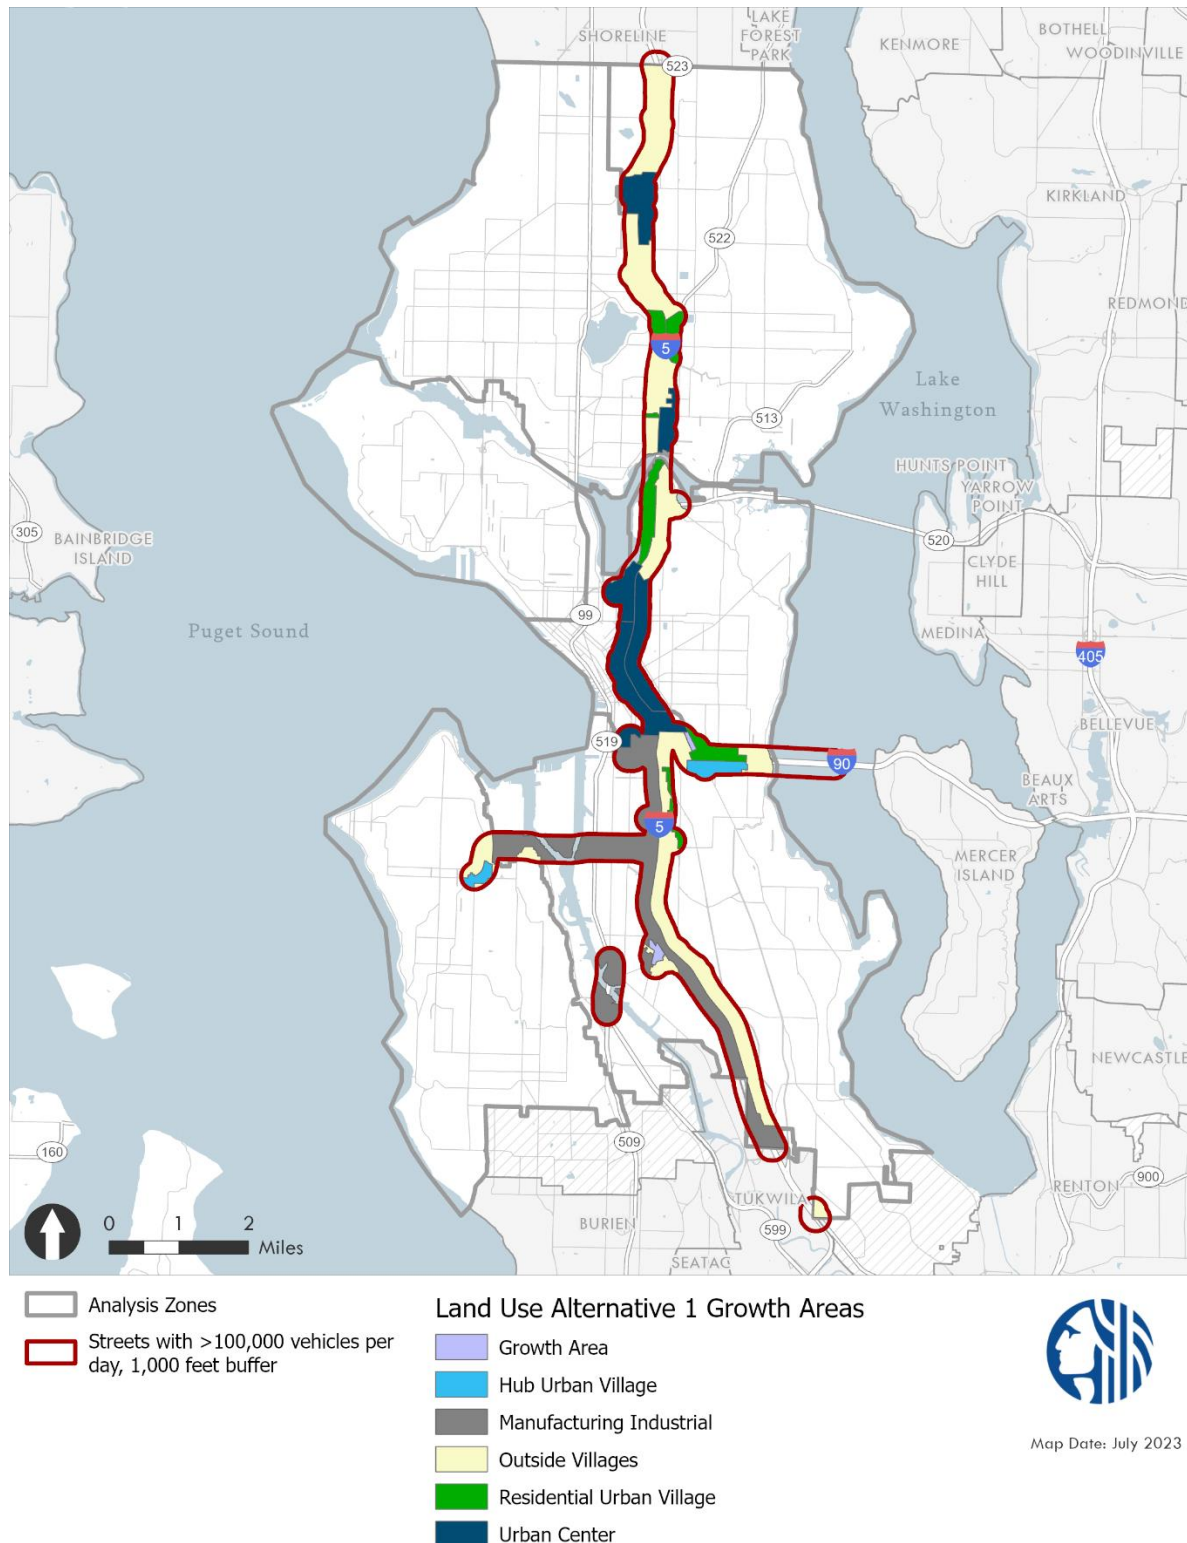 SHORELINE
LAKE
FOREST
PARK
KENMORE
BOTHELL
WOODINVILLE
523
KIRKLAND
522
REDMOND
5
Lake
Washington
513
HUNTS POINT
YARROW
POINT
305
BAINBRIDGE
ISLAND
520
CLYDE
HILL
99
Puget Sound
MEDINA
405
BELLEVUE
519
90
BEAUX
ARTS
5
MERCER
ISLAND
NEWCASTLE
509
160
TUKWILA
RENTON
900
BURIEN
599
SEATAC
0 1 2
Miles
Analysis Zones
Streets with >100,000 vehicles per
day, 1,000 feet buffer
Land Use Alternative 1 Growth Areas
Growth Area
Hub Urban Village
Manufacturing Industrial
Outside Villages
Residential Urban Village
Urban Center
Map Date: July 2023